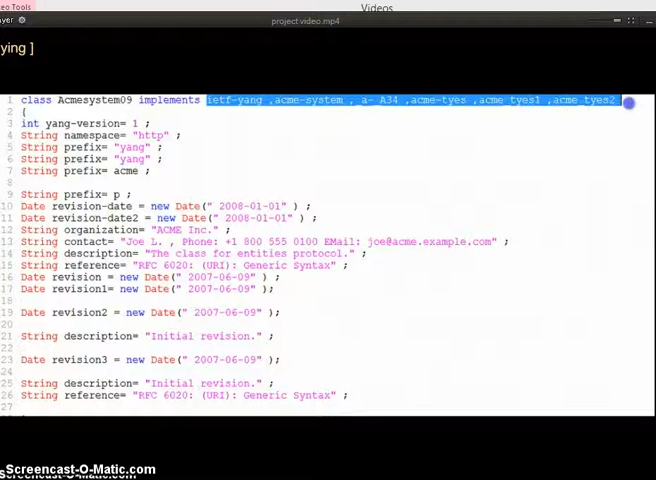 eo Tools
Videos
ayer
project video.mp4
ying ]
1 class Acmesystem09 implements ietf-yang ,acme-system ,_a-_A34 ,acme-tyes ,acme_tyes1 ,acme_tyes2
2 {
3 int yang-version= 1 ;
4 String namespace= "http" ;
5 String prefix= "yang" ;
6 String prefix= "yang" ;
7 String prefix= acme ;
8
9 String prefix= p ;
10 Date revision-date = new Date(" 2008-01-01" ) ;
11 Date revision-date2 = new Date(" 2008-01-01" ) ;
12 String organization= "ACME Inc." ;
13 String contact= "Joe L. , Phone: +1 800 555 0100 EMail: joe@acme.example.com" ;
14 String description= "The class for entities protocol." ;
15 String reference= "RFC 6020: (URI): Generic Syntax" ;
16 Date revision = new Date(" 2007-06-09" ) ;
17 Date revision1= new Date(" 2007-06-09" );
18
19 Date revision2 = new Date(" 2007-06-09" );
20
21 String description= "Initial revision." ;
22
23 Date revision3 = new Date(" 2007-06-09" );
24
25 String description= "Initial revision." ;
26 String reference= "RFC 6020: (URI): Generic Syntax" ;
27
Screencast-O-Matic.com